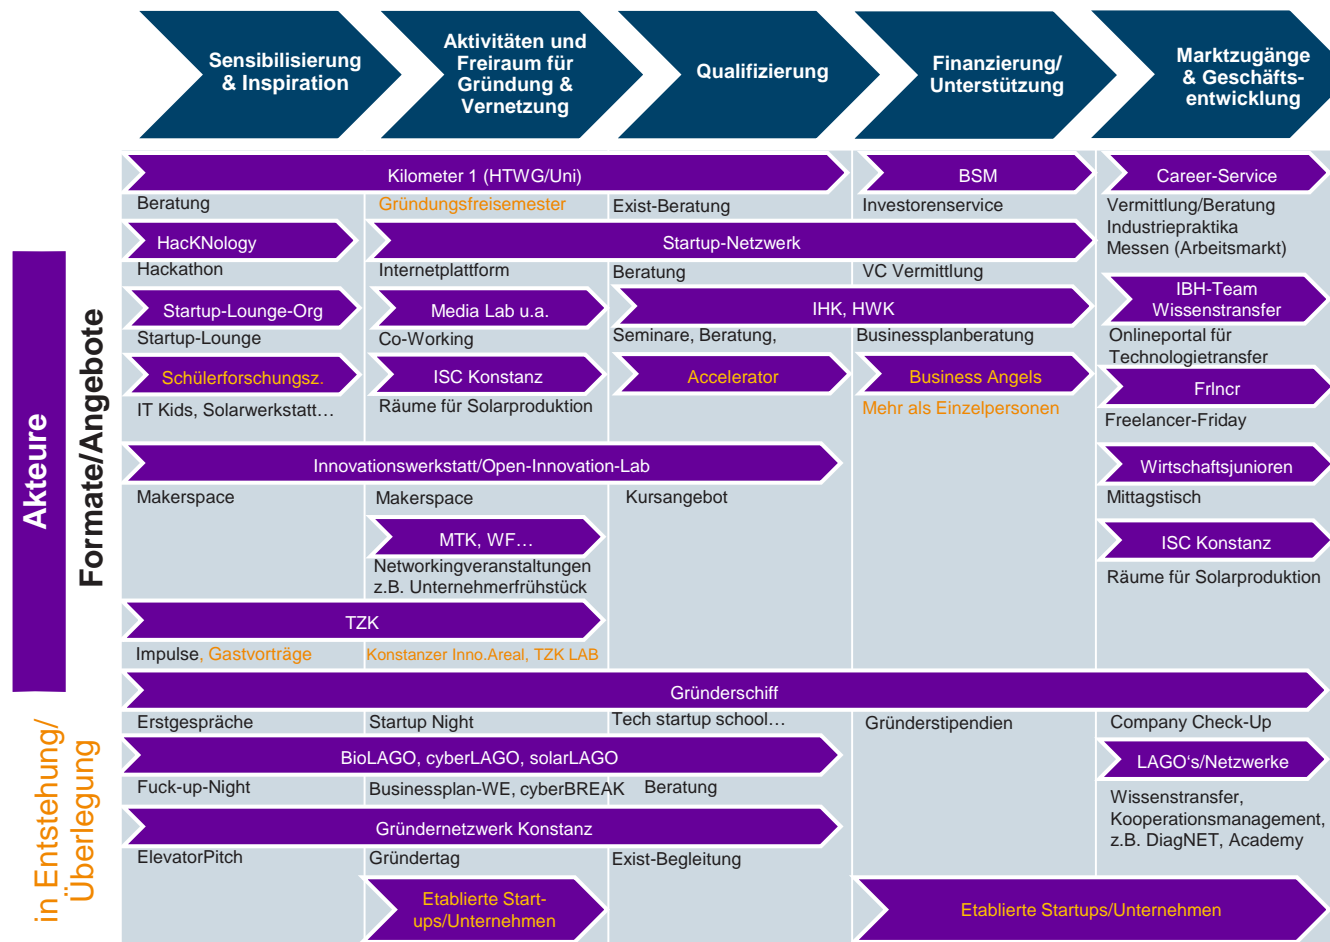 Sensibilisierung
& Inspiration
Aktivitäten und
Freiraum für
Gründung &
Vernetzung
Qualifizierung
Finanzierung/
Unterstützung
Marktzugänge
& Geschäfts-
entwicklung
Akteure
Formate/Angebote
in Entstehung/
Überlegung
Kilometer 1 (HTWG/Uni)
BSM
Career-Service
Beratung
Gründungsfreisemester
Exist-Beratung
Investorenservice
Vermittlung/Beratung
Industriepraktika
Messen (Arbeitsmarkt)
HacKNology
Startup-Netzwerk
Hackathon
Internetplattform
Beratung
VC Vermittlung
Startup-Lounge-Org
Media Lab u.a.
IHK, HWK
IBH-Team
Wissenstransfer
Startup-Lounge
Co-Working
Seminare, Beratung,
Businessplanberatung
Onlineportal für
Technologietransfer
Schülerforschungsz.
ISC Konstanz
Accelerator
Business Angels
Frlncr
IT Kids, Solarwerkstatt…
Räume für Solarproduktion
Mehr als Einzelpersonen
Freelancer-Friday
Innovationswerkstatt/Open-Innovation-Lab
Wirtschaftsjunioren
Makerspace
Makerspace
Kursangebot
Mittagstisch
MTK, WF…
ISC Konstanz
Networkingveranstaltungen
z.B. Unternehmerfrühstück
Räume für Solarproduktion
TZK
Impulse, Gastvorträge
Konstanzer Inno.Areal, TZK LAB
Gründerschiff
Erstgespräche
Startup Night
Tech startup school…
Gründerstipendien
Company Check-Up
BioLAGO, cyberLAGO, solarLAGO
LAGO‘s/Netzwerke
Fuck-up-Night
Businessplan-WE, cyberBREAK
Beratung
Wissenstransfer,
Kooperationsmanagement,
z.B. DiagNET, Academy
Gründernetzwerk Konstanz
ElevatorPitch
Gründertag
Exist-Begleitung
Etablierte Start-
ups/Unternehmen
Etablierte Startups/Unternehmen